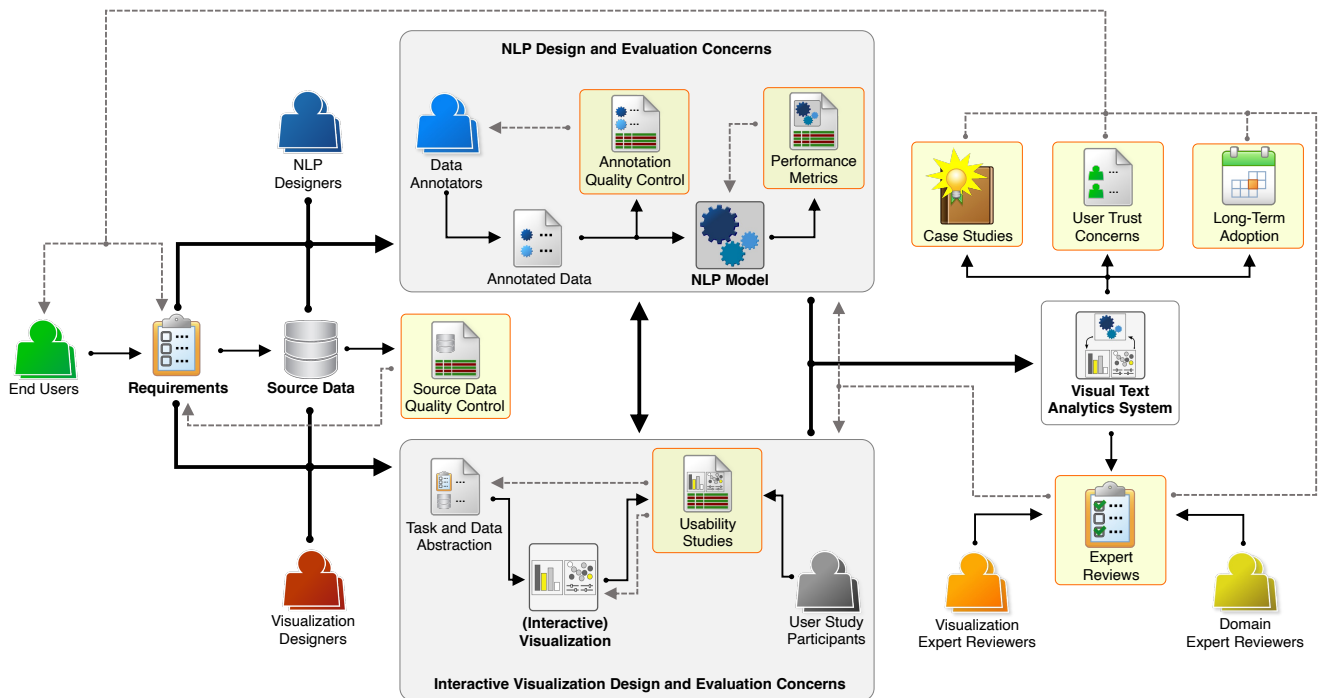 NLP Design and Evaluation Concerns
NLP
Designers
Data
Annotators
Annotation
Quality Control
Performance
Metrics
Annotated Data
NLP Model
Case Studies
User Trust
Concerns
Long-Term
Adoption
End Users
Requirements
Source Data
Source Data
Quality Control
Visual Text
Analytics System
Task and Data
Abstraction
Usability
Studies
(Interactive)
Visualization
User Study
Participants
Expert
Reviews
Visualization
Designers
Visualization
Expert Reviewers
Domain
Expert Reviewers
Interactive Visualization Design and Evaluation Concerns